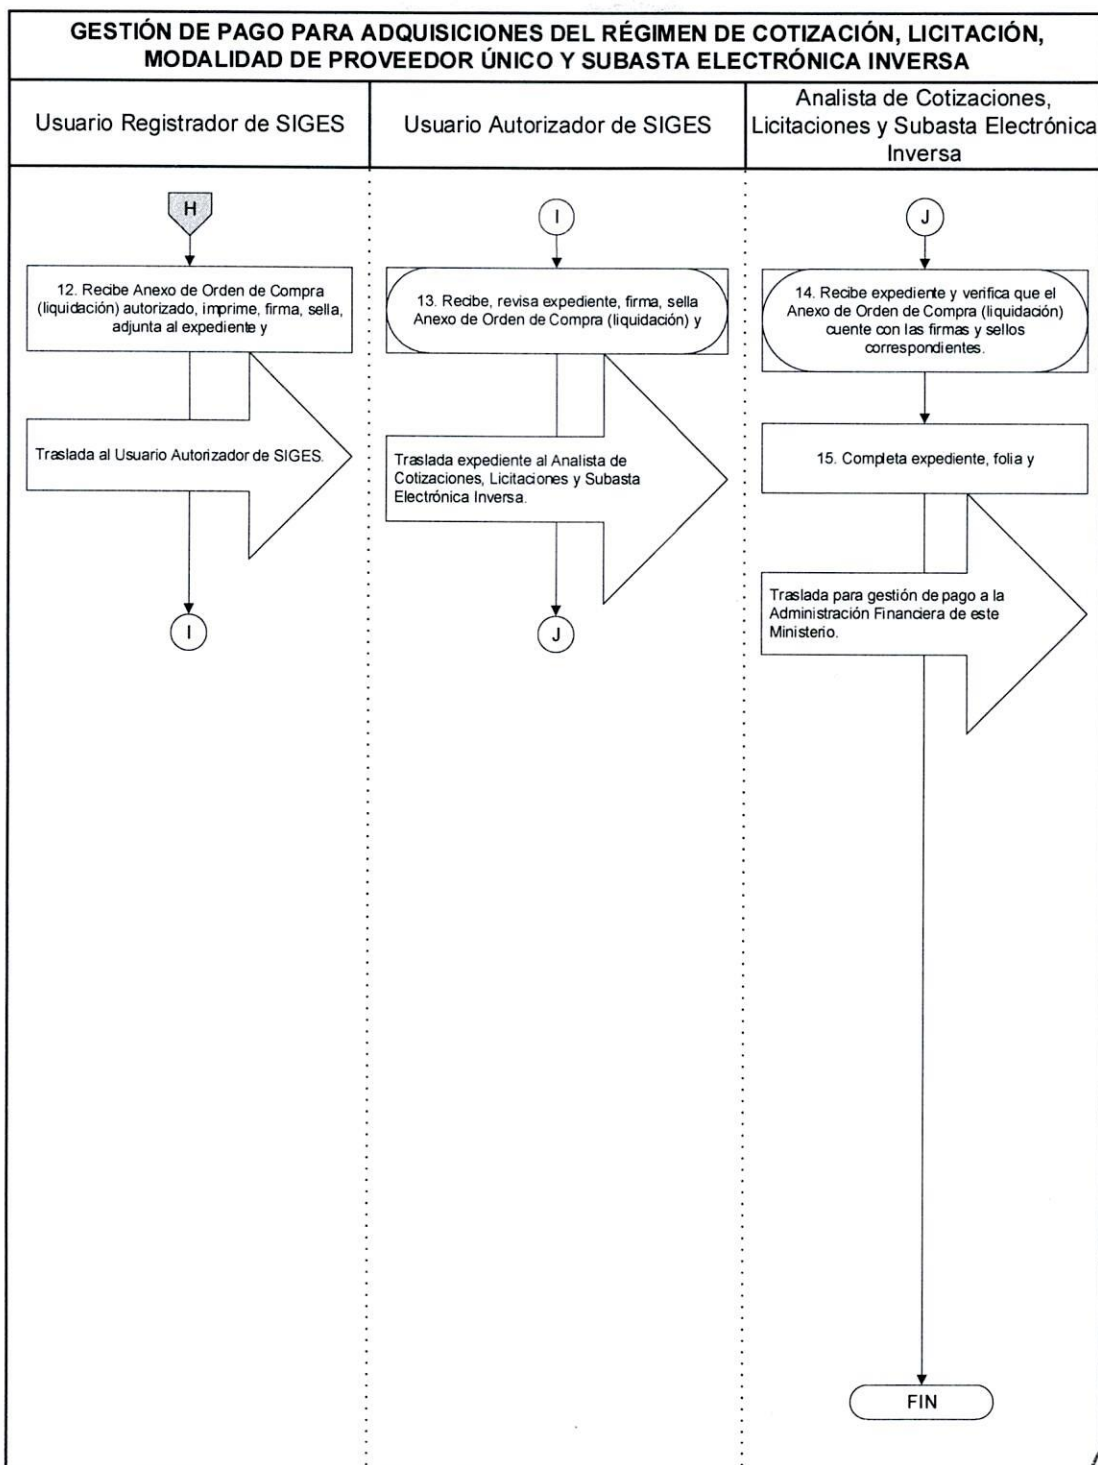 GESTIÓN DE PAGO PARA ADQUISICIONES DEL RÉGIMEN DE COTIZACIÓN, LICITACIÓN,
MODALIDAD DE PROVEEDOR ÚNICO Y SUBASTA ELECTRÓNICA INVERSA
Usuario Registrador de SIGES
Usuario Autorizador de SIGES
Analista de Cotizaciones,
Licitaciones y Subasta Electrónica
Inversa
H
12. Recibe Anexo de Orden de Compra
(liquidación) autorizado, imprime, firma, sella,
adjunta al expediente y
Traslada al Usuario Autorizador de SIGES.
I
I
13. Recibe, revisa expediente, firma, sella
Anexo de Orden de Compra (liquidación) y
Traslada expediente al Analista de
Cotizaciones, Licitaciones y Subasta
Electrónica Inversa.
J
J
14. Recibe expediente y verifica que el
Anexo de Orden de Compra (liquidación)
cuente con las firmas y sellos
correspondientes.
15. Completa expediente, folia y
Traslada para gestión de pago a la
Administración Financiera de este
Ministerio.
FIN